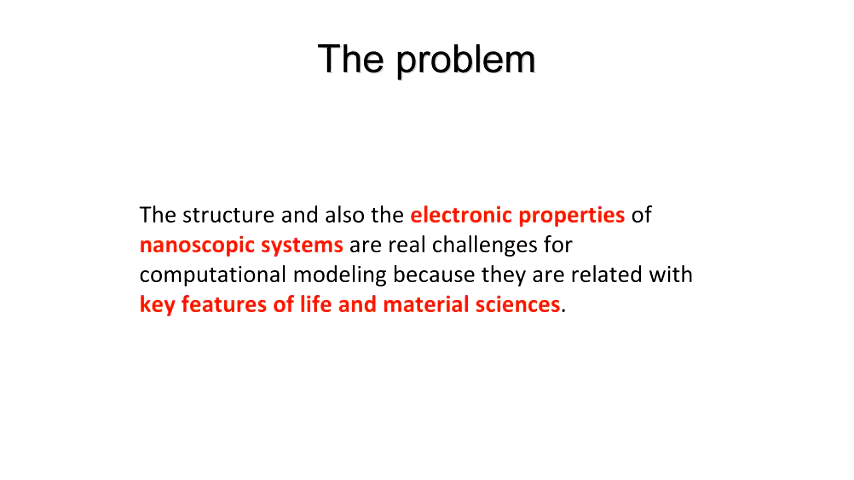 The problem
The structure and also the electronic properties of
nanoscopic systems are real challenges for
computational modeling because they are related with
key features of life and material sciences.